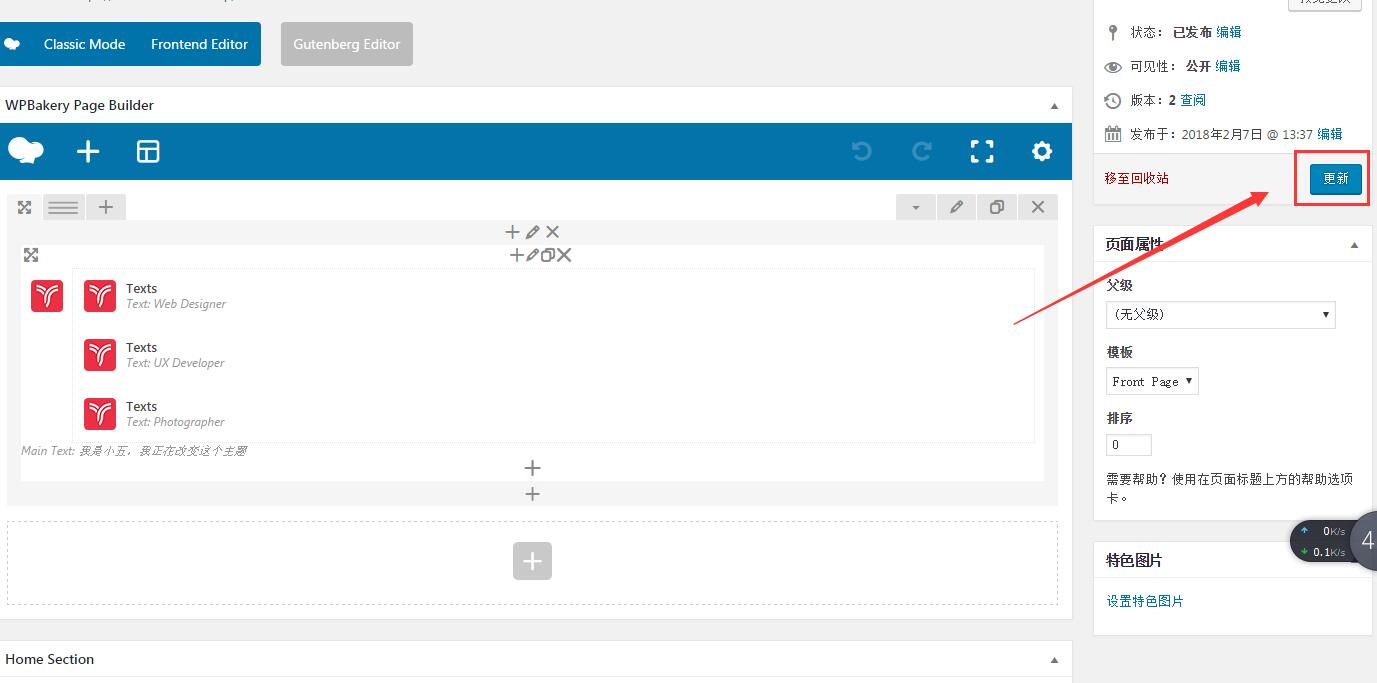 Classic Mode
Frontend Editor
Gutenberg Editor
WPBakery Page Builder
Texts
Text: Web Designer
Texts
Text: UX Developer
Texts
Text: Photographer
Main Text: 我是小五，我正在改变这个主题
Home Section
状态： 已发布 编辑
可见性： 公开 编辑
版本：2 查阅
发布于：2018年2月7日 @ 13:37 编辑
移至回收站
更新
页面属性
父级
(无父级)
模板
Front Page
排序
0
需要帮助？使用在页面标题上方的帮助选项
卡。
0K/s
0.1K/s
特色图片
设置特色图片